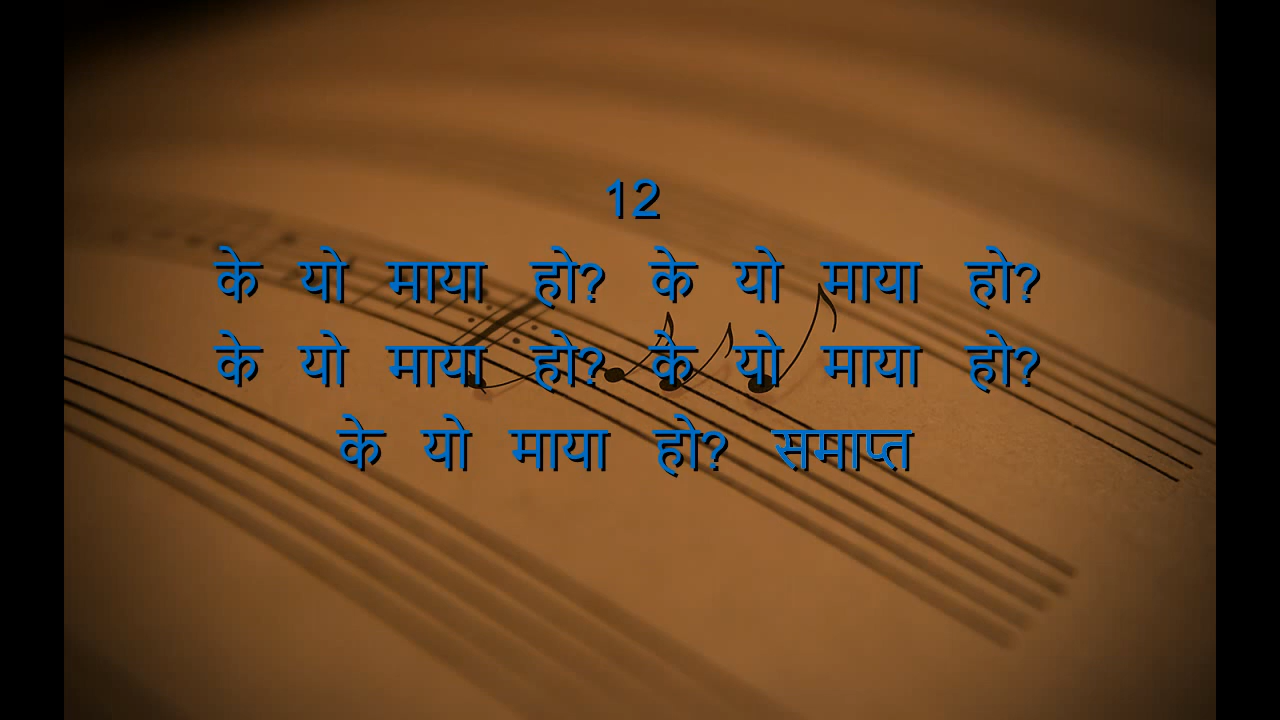 12
के यो माया हो? के यो माया हो?
के यो माया हो? के यो माया हो?
के यो माया हो? समाप्त